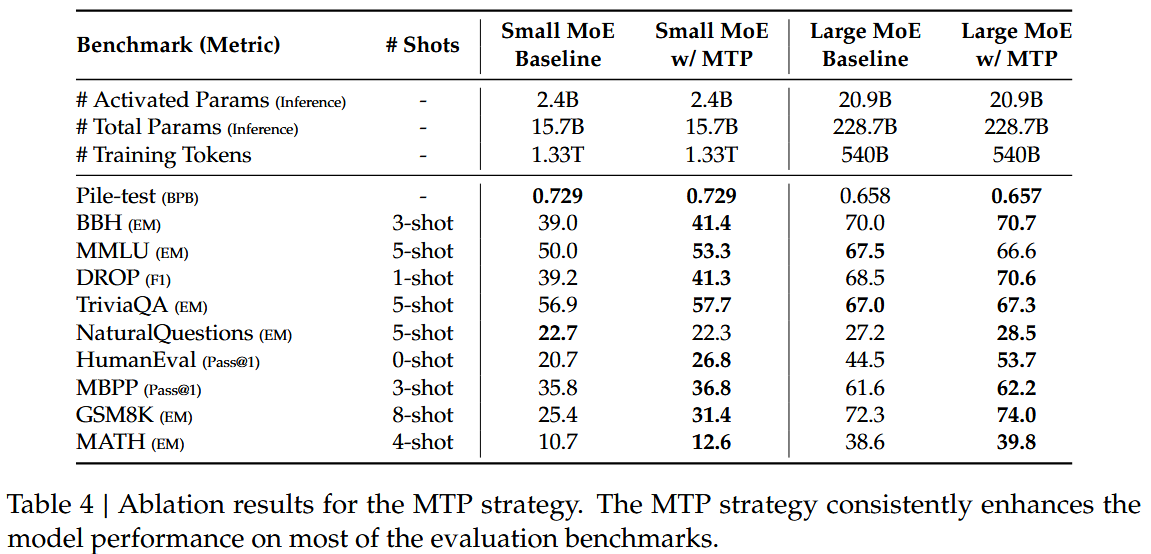 Benchmark (Metric) # Shots Small MoE Baseline Small MoE w/ MTP Large MoE Baseline Large MoE w/ MTP
# Activated Params (Inference) - 2.4B 2.4B 20.9B 20.9B
# Total Params (Inference) - 15.7B 15.7B 228.7B 228.7B
# Training Tokens - 1.33T 1.33T 540B 540B
Pile-test (BPB) - 0.729 0.729 0.658 0.657
BBH (EM) 3-shot 39.0 41.4 70.0 70.7
MMLU (EM) 5-shot 50.0 53.3 67.5 66.6
DROP (F1) 1-shot 39.2 41.3 68.5 70.6
TriviaQA (EM) 5-shot 56.9 57.7 67.0 67.3
NaturalQuestions (EM) 5-shot 22.7 22.3 27.2 28.5
HumanEval (Pass@1) 0-shot 20.7 26.8 44.5 53.7
MBPP (Pass@1) 3-shot 35.8 36.8 61.6 62.2
GSM8K (EM) 8-shot 25.4 31.4 72.3 74.0
MATH (EM) 4-shot 10.7 12.6 38.6 39.8
Table 4 | Ablation results for the MTP strategy. The MTP strategy consistently enhances the
model performance on most of the evaluation benchmarks.